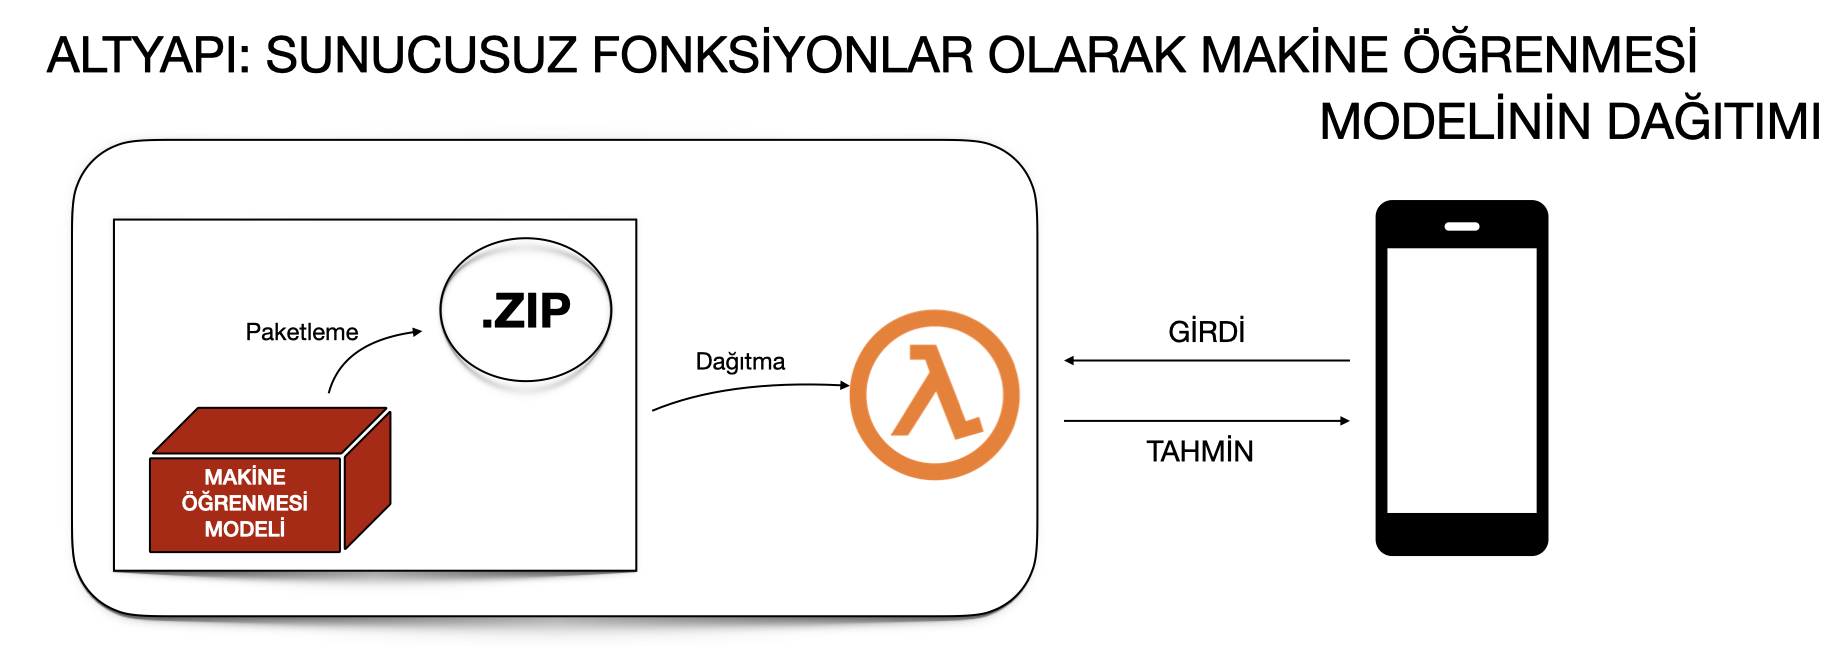 ALTYAPI: SUNUCUSUZ FONKSİYONLAR OLARAK MAKİNE ÖĞRENMESİ
MODELİNİN DAĞITIMI
.ZIP
Paketleme
Dağıtma
MAKİNE
ÖĞRENMESİ
MODELİ
GİRDİ
TAHMİN